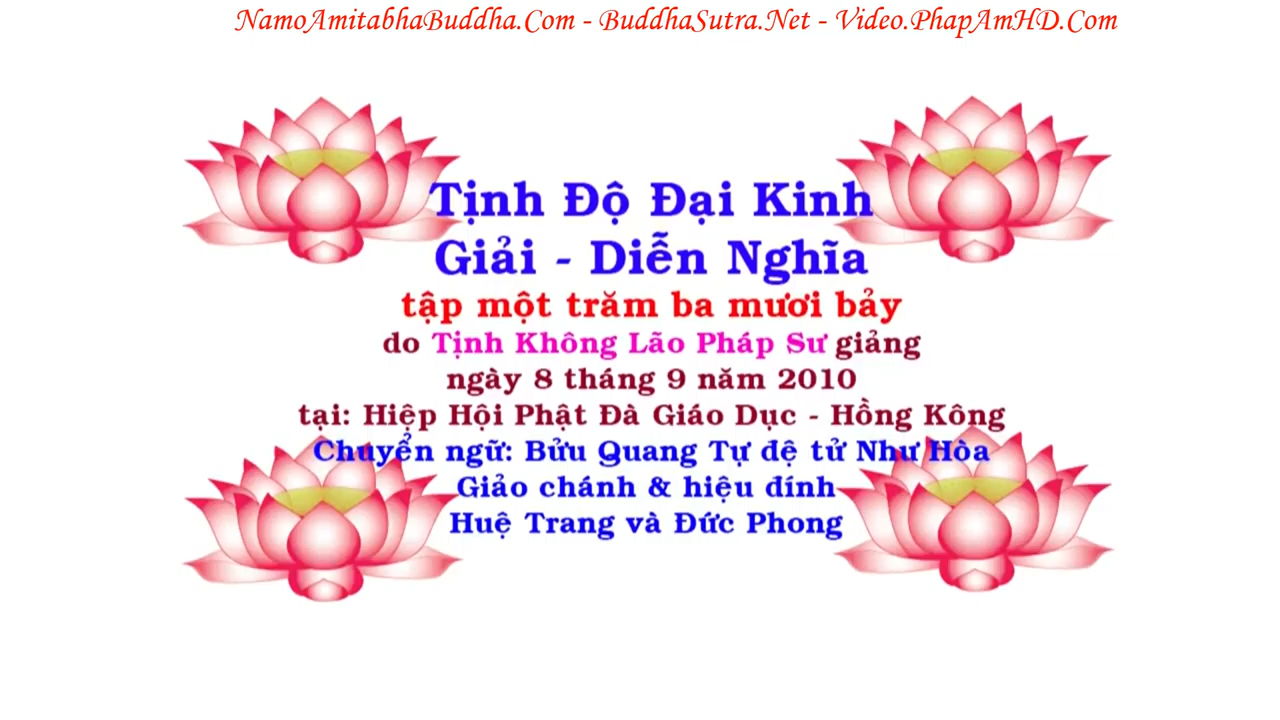 NamoAmitabhaBuddha.Com - BuddhaSutra.Net - Video.PhapAmHD.Com
Tịnh Độ Đại Kinh
Giải - Diễn Nghĩa
tập một trăm ba mươi bảy
do Tịnh Không Lão Pháp Sư giảng
ngày 8 tháng 9 năm 2010
tại: Hiệp Hội Phật Đà Giáo Dục - Hồng Kông
Chuyển ngữ: Bửu Quang Tự đệ tử Như Hòa
Giảo chánh & hiệu đính
Huệ Trang và Đức Phong